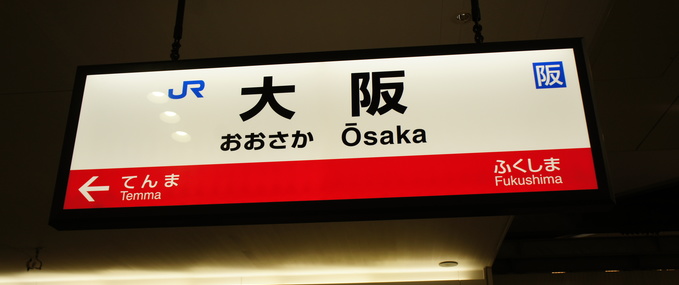 JR 大阪 阪
おおさか Ōsaka
← てんま ふくしま
Temma Fukushima